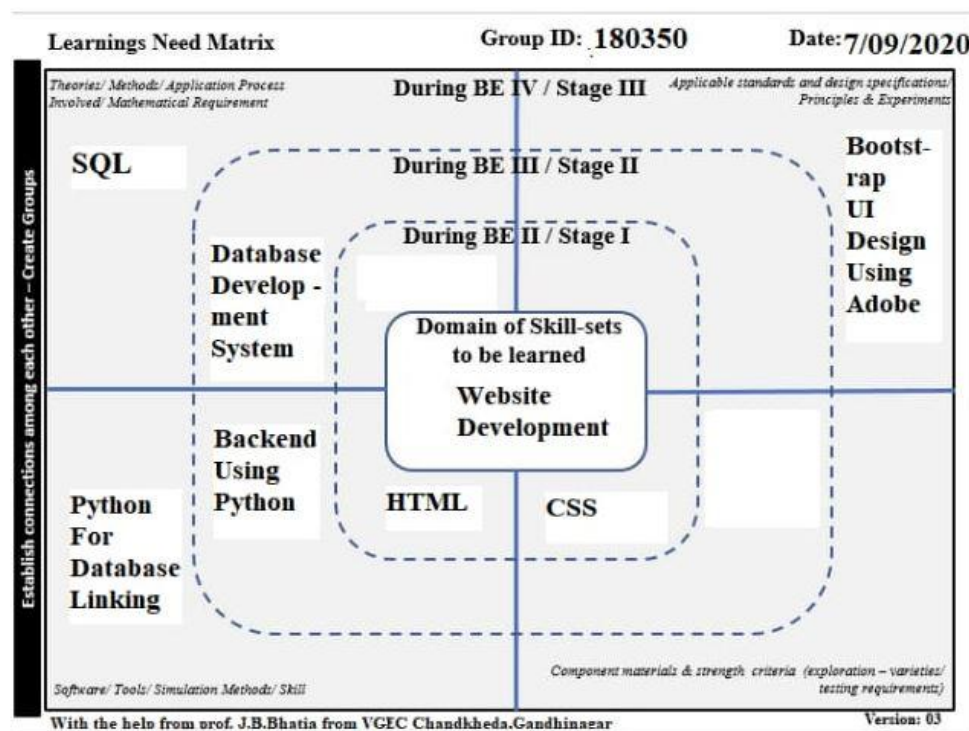 Learnings Need Matrix
Group ID: 180350
Date: 7/09/2020
Establish connections among each other – Create Groups
Theories/ Methods/ Application Process
Involved/ Mathematical Requirement
During BE IV / Stage III
Applicable standards and design specifications/
Principles & Experiments
SQL
During BE III / Stage II
Bootst-
rap
UI
Design
Using
Adobe
During BE II / Stage I
Database
Develop -
ment
System
Domain of Skill-sets
to be learned
Website
Development
Backend
Using
Python
HTML
CSS
Python
For
Database
Linking
Software/ Tools/ Simulation Methods/ Skill
Component materials & strength criteria (exploration – varieties/
testing requirements)
With the help from prof. J.B.Bhatia from VGEC Chandkheda.Gandhinagar
Version: 03